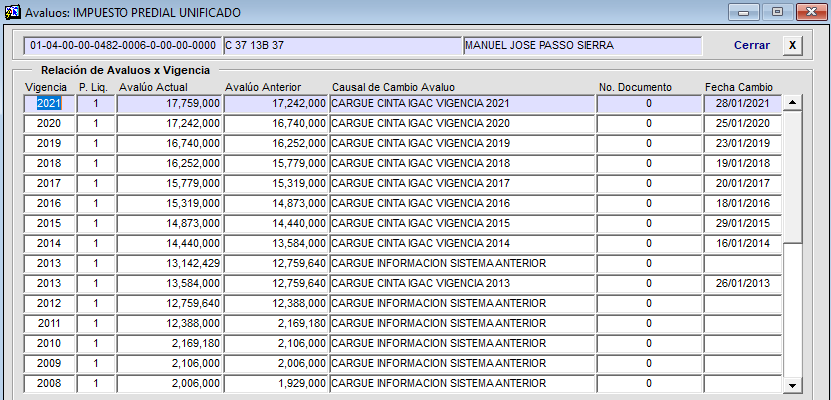 Avaluos: IMPUESTO PREDIAL UNIFICADO
01-04-00-00-0482-0006-0-00-00-0000 C 37 13B 37 MANUEL JOSE PASSO SIERRA Cerrar X
Relación de Avaluos x Vigencia
Vigencia P. Liq. Avalúo Actual Avalúo Anterior Causal de Cambio Avaluo No. Documento Fecha Cambio
2021 1 17,759,000 17,242,000 CARGUE CINTA IGAC VIGENCIA 2021 0 28/01/2021
2020 1 17,242,000 16,740,000 CARGUE CINTA IGAC VIGENCIA 2020 0 25/01/2020
2019 1 16,740,000 16,252,000 CARGUE CINTA IGAC VIGENCIA 2019 0 23/01/2019
2018 1 16,252,000 15,779,000 CARGUE CINTA IGAC VIGENCIA 2018 0 19/01/2018
2017 1 15,779,000 15,319,000 CARGUE CINTA IGAC VIGENCIA 2017 0 20/01/2017
2016 1 15,319,000 14,873,000 CARGUE CINTA IGAC VIGENCIA 2016 0 18/01/2016
2015 1 14,873,000 14,440,000 CARGUE CINTA IGAC VIGENCIA 2015 0 29/01/2015
2014 1 14,440,000 13,584,000 CARGUE CINTA IGAC VIGENCIA 2014 0 16/01/2014
2013 1 13,142,429 12,759,640 CARGUE INFORMACION SISTEMA ANTERIOR 0
2013 1 13,584,000 12,759,640 CARGUE CINTA IGAC VIGENCIA 2013 0 26/01/2013
2012 1 12,759,640 12,388,000 CARGUE INFORMACION SISTEMA ANTERIOR 0
2011 1 12,388,000 2,169,180 CARGUE INFORMACION SISTEMA ANTERIOR 0
2010 1 2,169,180 2,106,000 CARGUE INFORMACION SISTEMA ANTERIOR 0
2009 1 2,106,000 2,006,000 CARGUE INFORMACION SISTEMA ANTERIOR 0
2008 1 2,006,000 1,929,000 CARGUE INFORMACION SISTEMA ANTERIOR 0